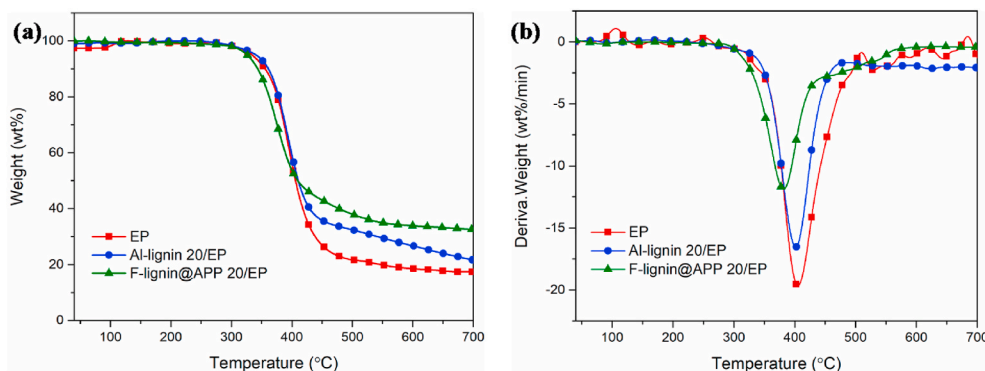 (a)
100
80
60
40
20
0
Weight (wt%)
EP
Al-lignin 20/EP
F-lignin@APP 20/EP
100 200 300 400 500 600 700
Temperature (°C)
(b)
0
-5
-10
-15
-20
Deriva.Weight (wt%/min)
EP
Al-lignin 20/EP
F-lignin@APP 20/EP
100 200 300 400 500 600 700
Temperature (°C)